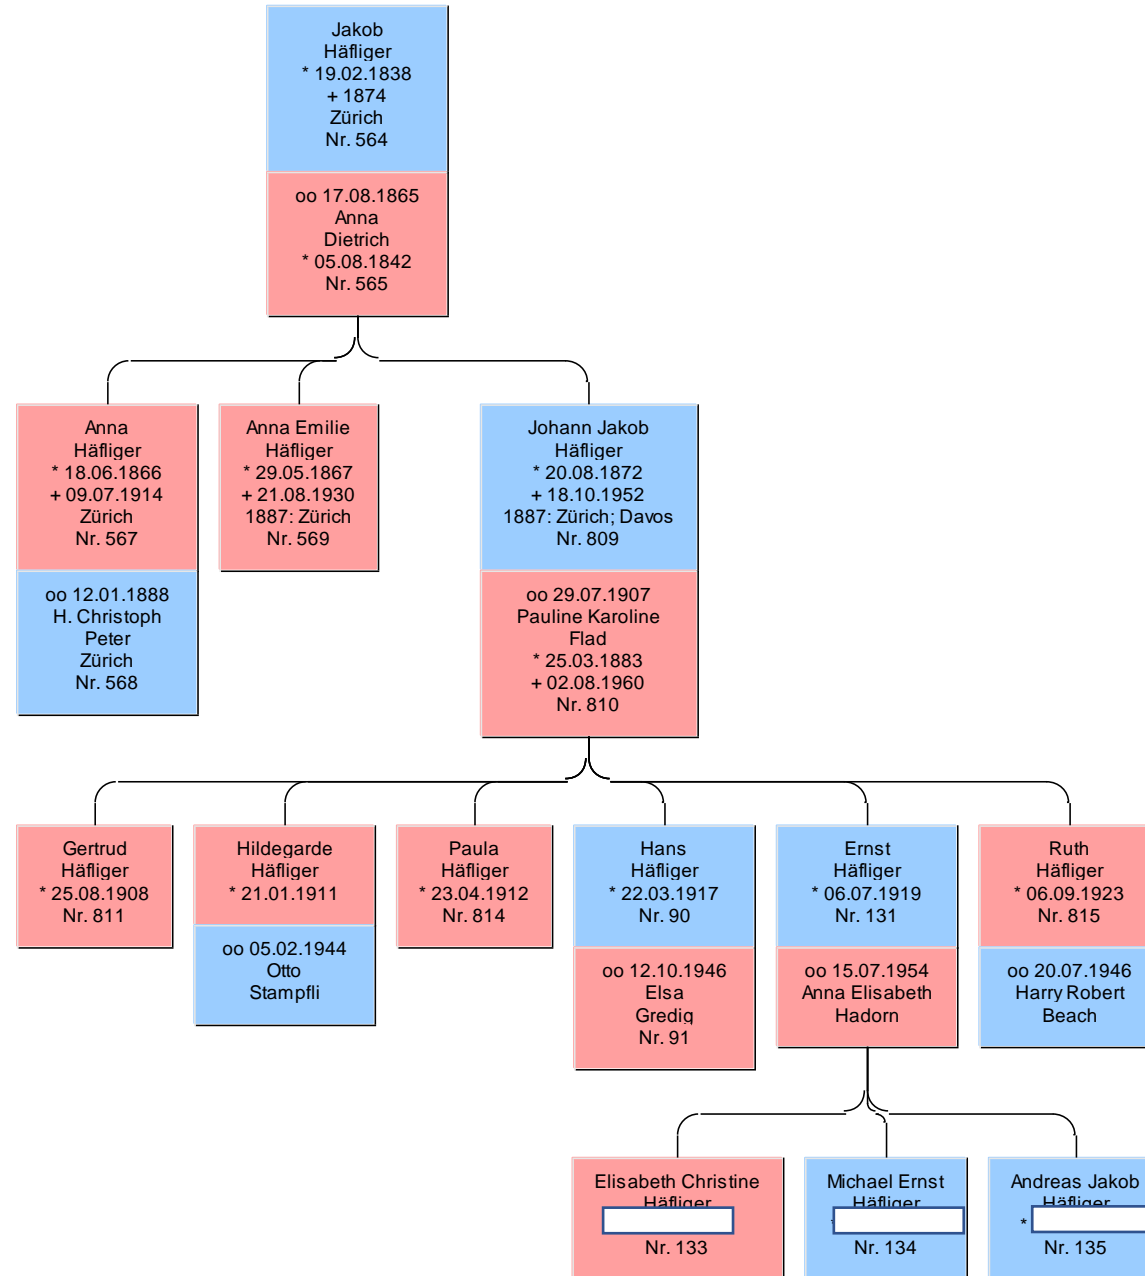 Jakob
Häfliger
* 19.02.1838
+ 1874
Zürich
Nr. 564
oo 17.08.1865
Anna
Dietrich
* 05.08.1842
Nr. 565
Anna
Häfliger
* 18.06.1866
+ 09.07.1914
Zürich
Nr. 567
oo 12.01.1888
H. Christoph
Peter
Zürich
Nr. 568
Anna Emilie
Häfliger
* 29.05.1867
+ 21.08.1930
1887: Zürich
Nr. 569
Johann Jakob
Häfliger
* 20.08.1872
+ 18.10.1952
1887: Zürich; Davos
Nr. 809
oo 29.07.1907
Pauline Karoline
Flad
* 25.03.1883
+ 02.08.1960
Nr. 810
Gertrud
Häfliger
* 25.08.1908
Nr. 811
Hildegarde
Häfliger
* 21.01.1911
oo 05.02.1944
Otto
Stampfli
Paula
Häfliger
* 23.04.1912
Nr. 814
Hans
Häfliger
* 22.03.1917
Nr. 90
oo 12.10.1946
Elsa
Gredig
Nr. 91
Ernst
Häfliger
* 06.07.1919
Nr. 131
oo 15.07.1954
Anna Elisabeth
Hadorn
Ruth
Häfliger
* 06.09.1923
Nr. 815
oo 20.07.1946
Harry Robert
Beach
Elisabeth Christine
Häfliger
Nr. 133
Michael Ernst
Häfliger
*
Nr. 134
Andreas Jakob
Häfliger
*
Nr. 135